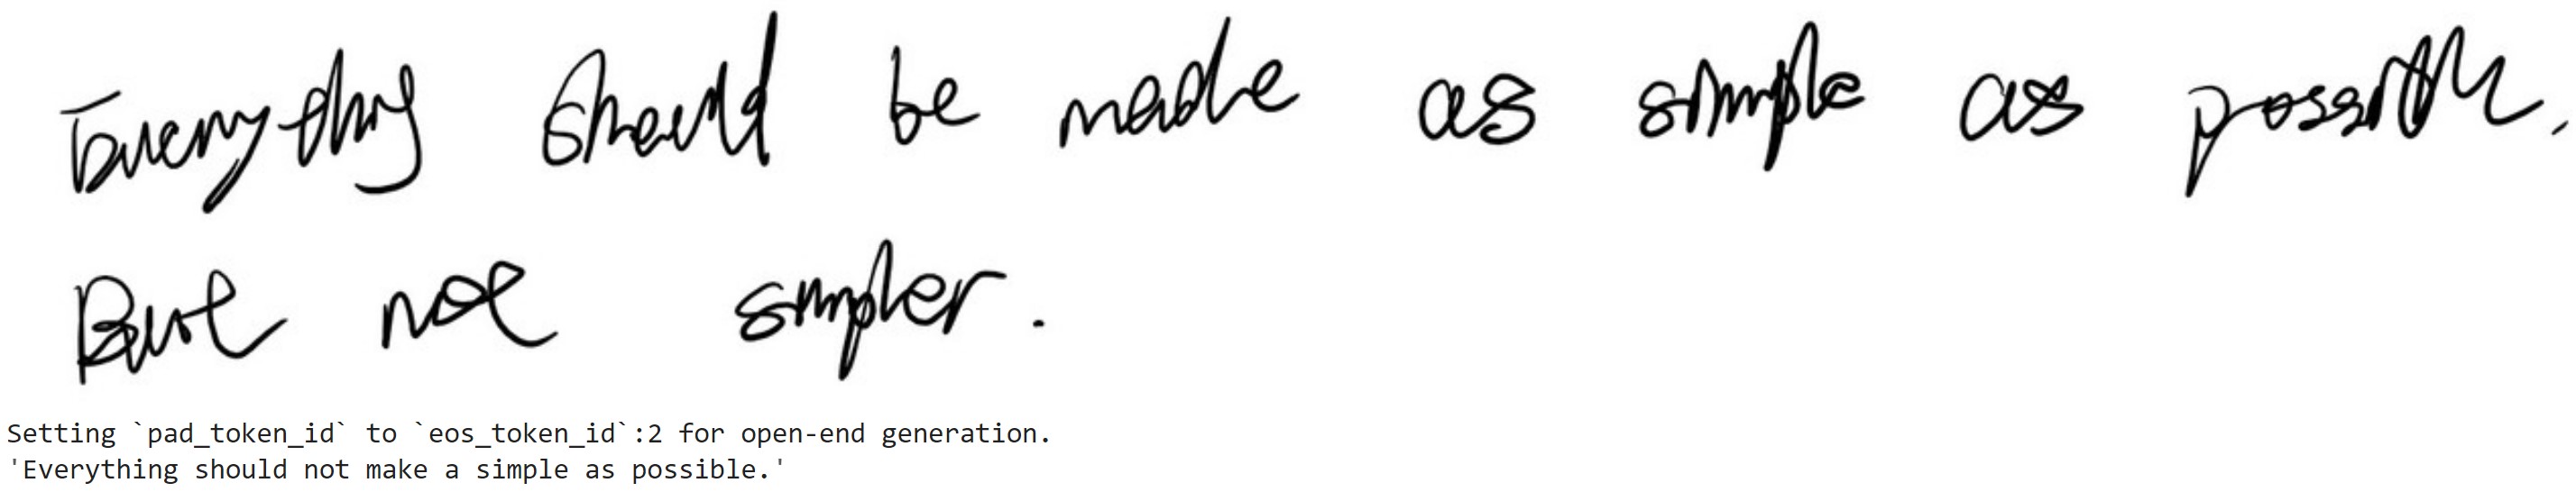 Everything should be made as simple as possible,
But not simpler.
Setting `pad_token_id` to `eos_token_id`:2 for open-end generation.
'Everything should not make a simple as possible.'